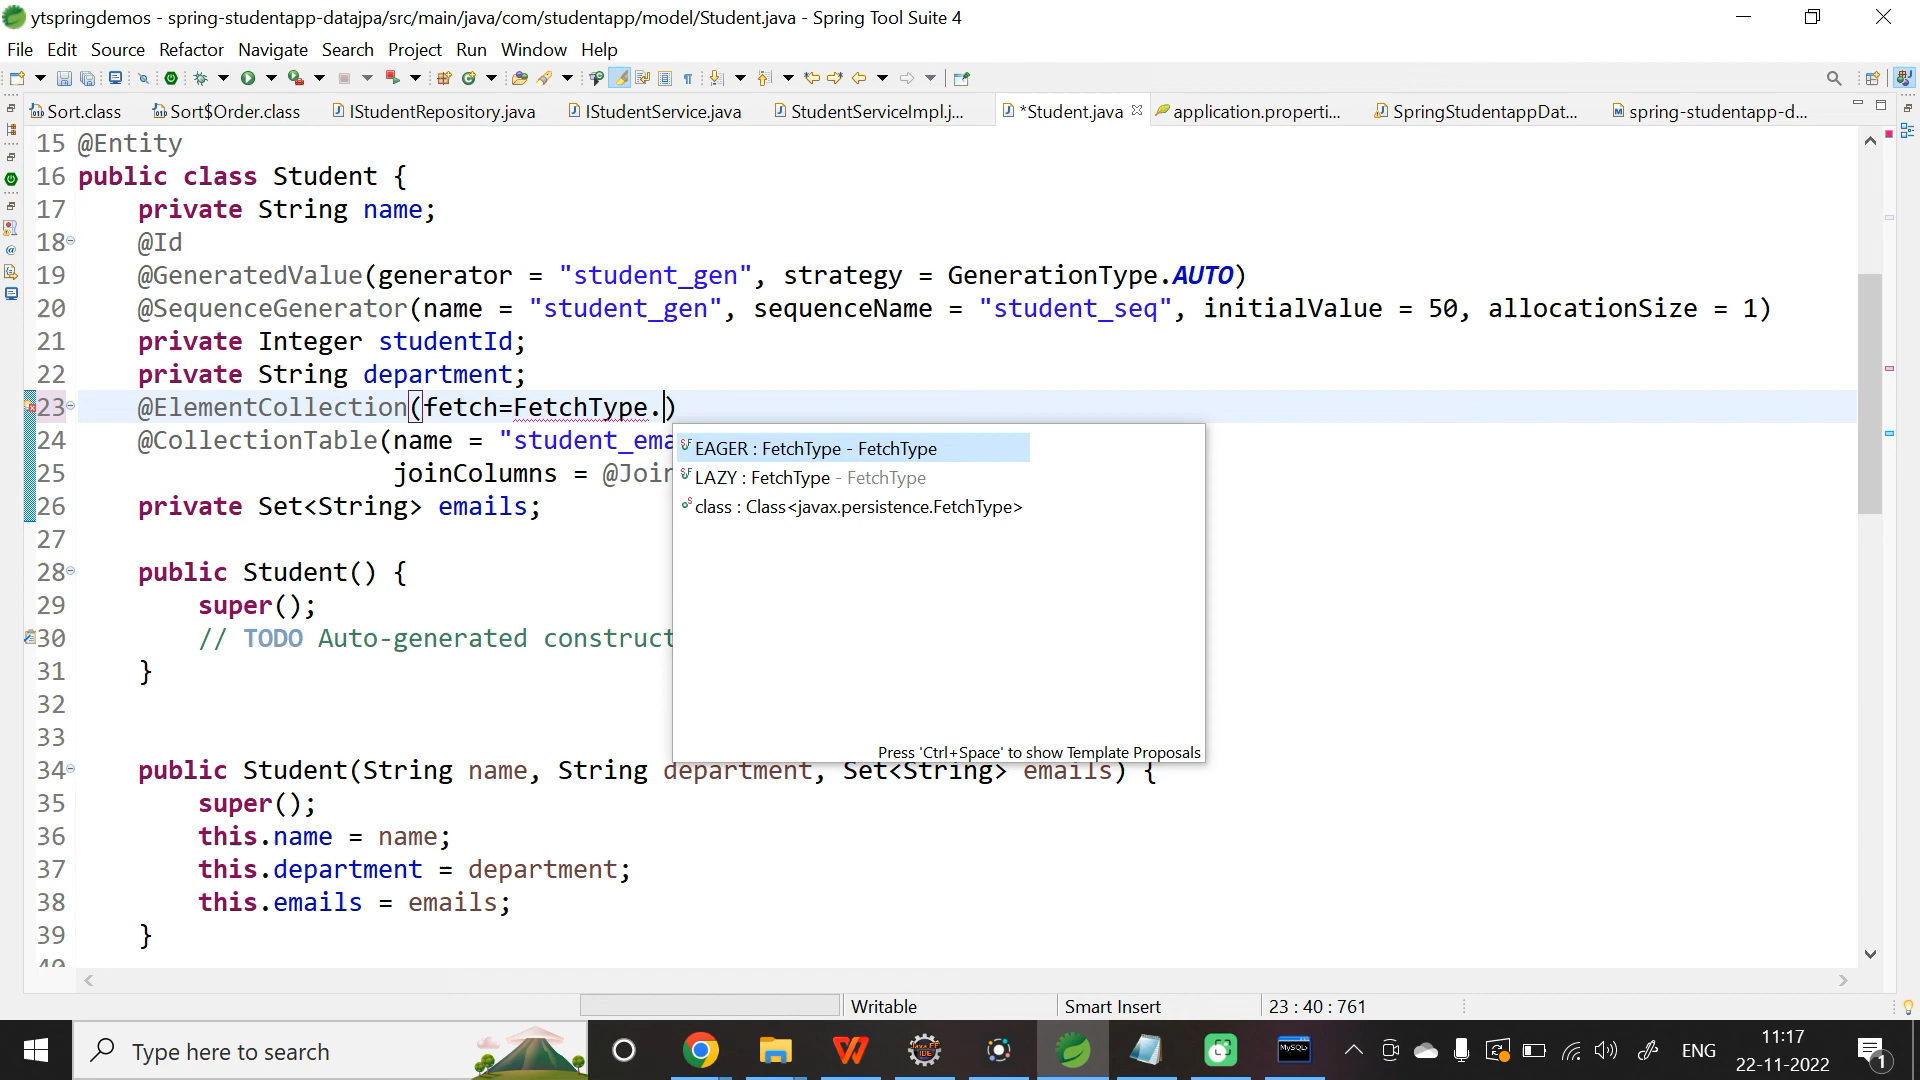 ytspringdemos - spring-studentapp-datajpa/src/main/java/com/studentapp/model/Student.java - Spring Tool Suite 4
File Edit Source Refactor Navigate Search Project Run Window Help
Sort.class Sort$Order.class IStudentRepository.java IStudentService.java StudentServiceImpl.j... *Student.java application.properti... SpringStudentappDat... spring-studentapp-d...
15 @Entity
16 public class Student {
17 private String name;
18 @Id
19 @GeneratedValue(generator = "student_gen", strategy = GenerationType.AUTO)
20 @SequenceGenerator(name = "student_gen", sequenceName = "student_seq", initialValue = 50, allocationSize = 1)
21 private Integer studentId;
22 private String department;
23 @ElementCollection(fetch=FetchType.)
24 @CollectionTable(name = "student_ema
EAGER : FetchType - FetchType
25 joinColumns = @Join
LAZY : FetchType - FetchType
26 private Set<String> emails;
class : Class<javax.persistence.FetchType>
27
28 public Student() {
29 super();
30 // TODO Auto-generated construct
31 }
32
33
Press 'Ctrl+Space' to show Template Proposals
34 public Student(String name, String department, Set<String> emails) {
35 super();
36 this.name = name;
37 this.department = department;
38 this.emails = emails;
39 }
40
Writable Smart Insert 23 : 40 : 761
Type here to search
MySQL
ENG
11:17
22-11-2022
1